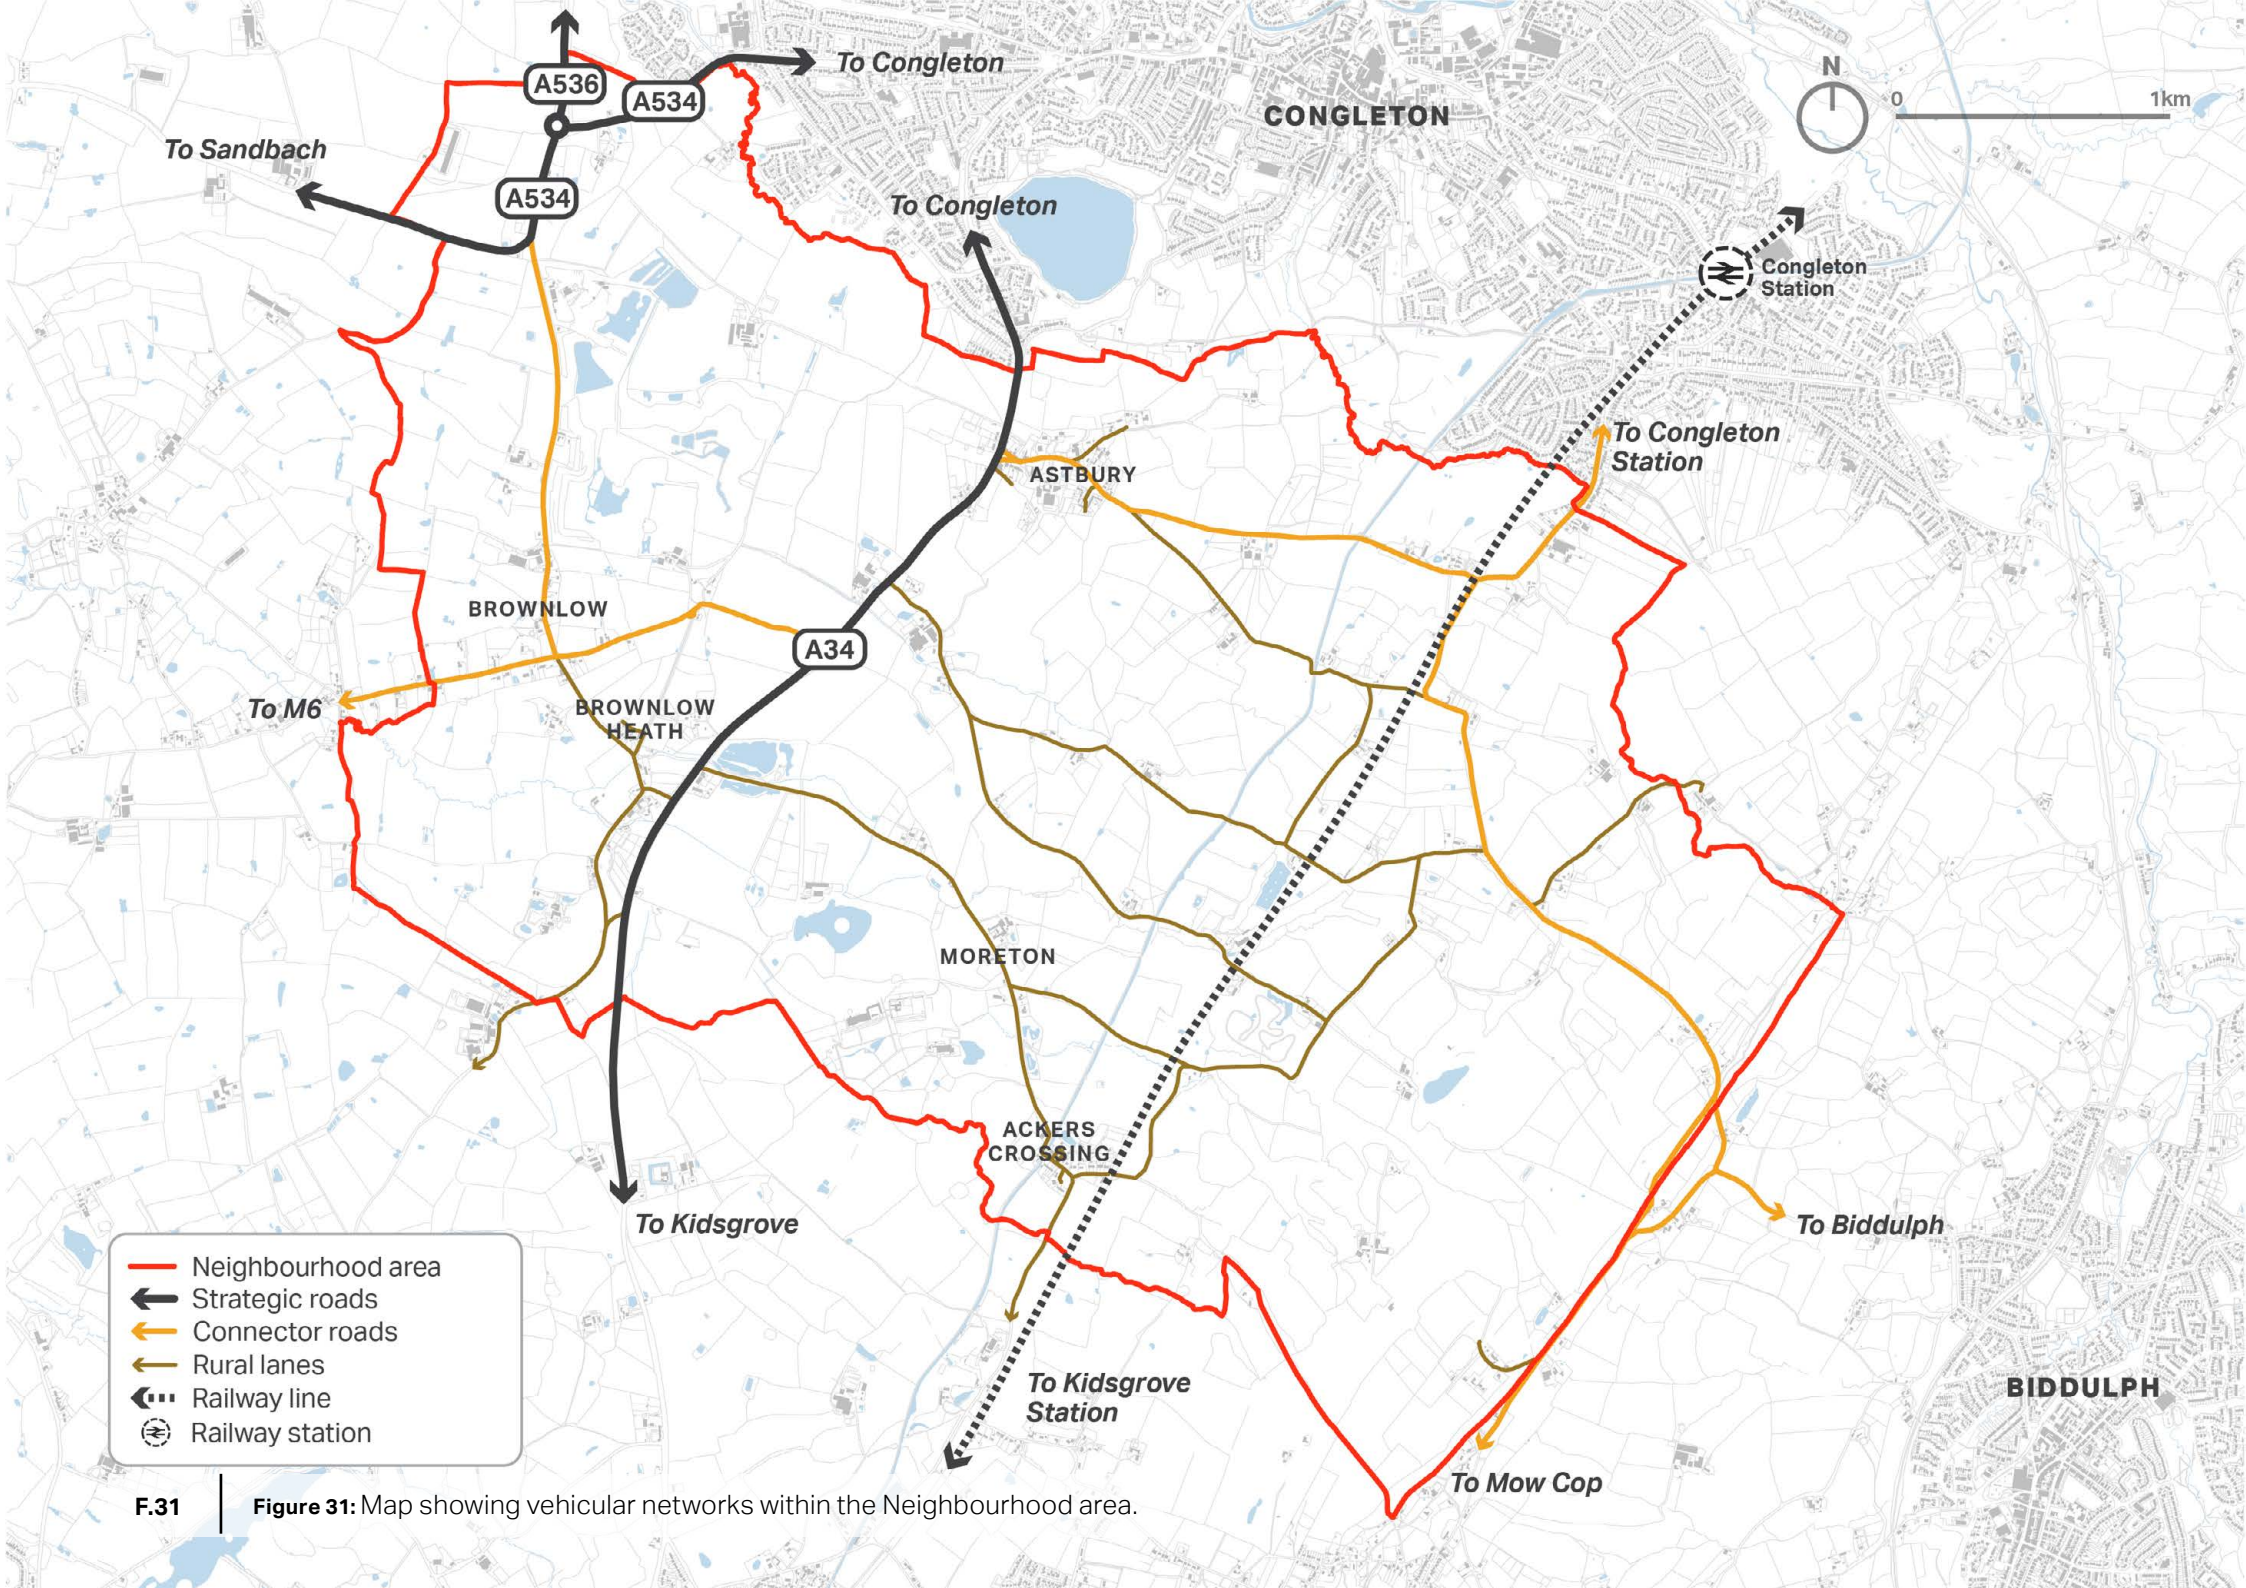 To Congleton
A536
A534
CONGLETON
N
0
1km
To Sandbach
A534
To Congleton
Congleton
Station
To Congleton
Station
ASTBURY
BROWNLOW
A34
To M6
BROWNLOW
HEATH
MORETON
ACKERS
CROSSING
To Kidsgrove
To Biddulph
Neighbourhood area
Strategic roads
Connector roads
Rural lanes
Railway line
Railway station
To Kidsgrove
Station
BIDDULPH
To Mow Cop
F.31
Figure 31: Map showing vehicular networks within the Neighbourhood area.